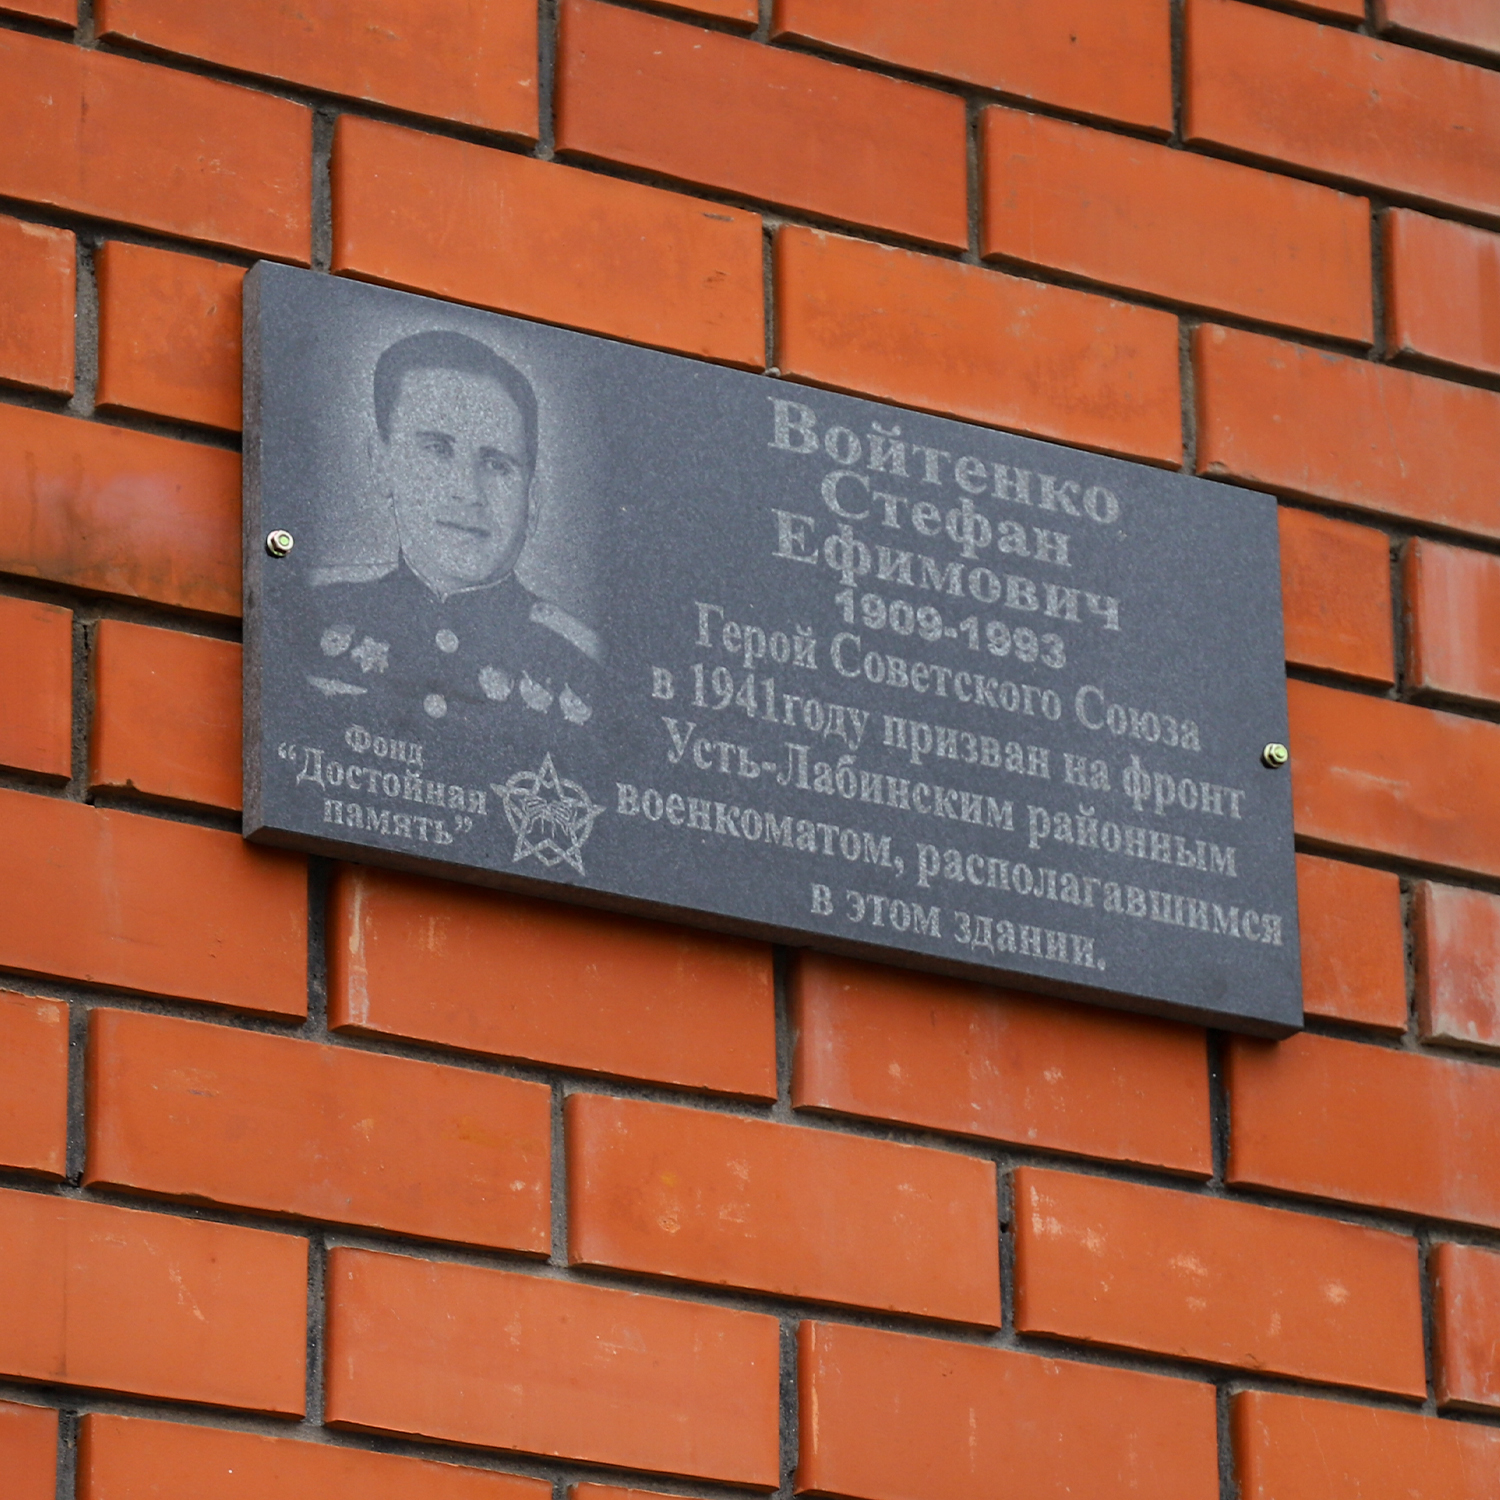 Войтенко
Стефан
Ефимович
1909-1993
Герой Советского Союза
в 1941году призван на фронт
Усть-Лабинским районным
военкоматом, располагавшимся
в этом здании.
Фонд
“Достойная
память”